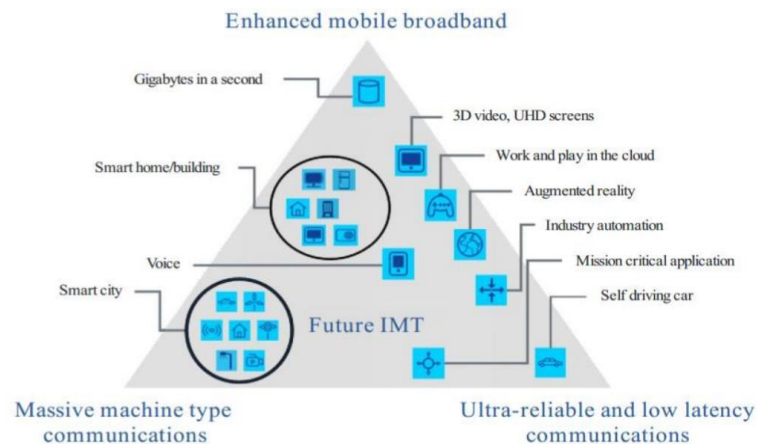 Enhanced mobile broadband
Gigabytes in a second
3D video, UHD screens
Work and play in the cloud
Smart home/building
Augmented reality
Industry automation
Mission critical application
Voice
Smart city
Self driving car
Future IMT
Massive machine type
communications
Ultra-reliable and low latency
communications